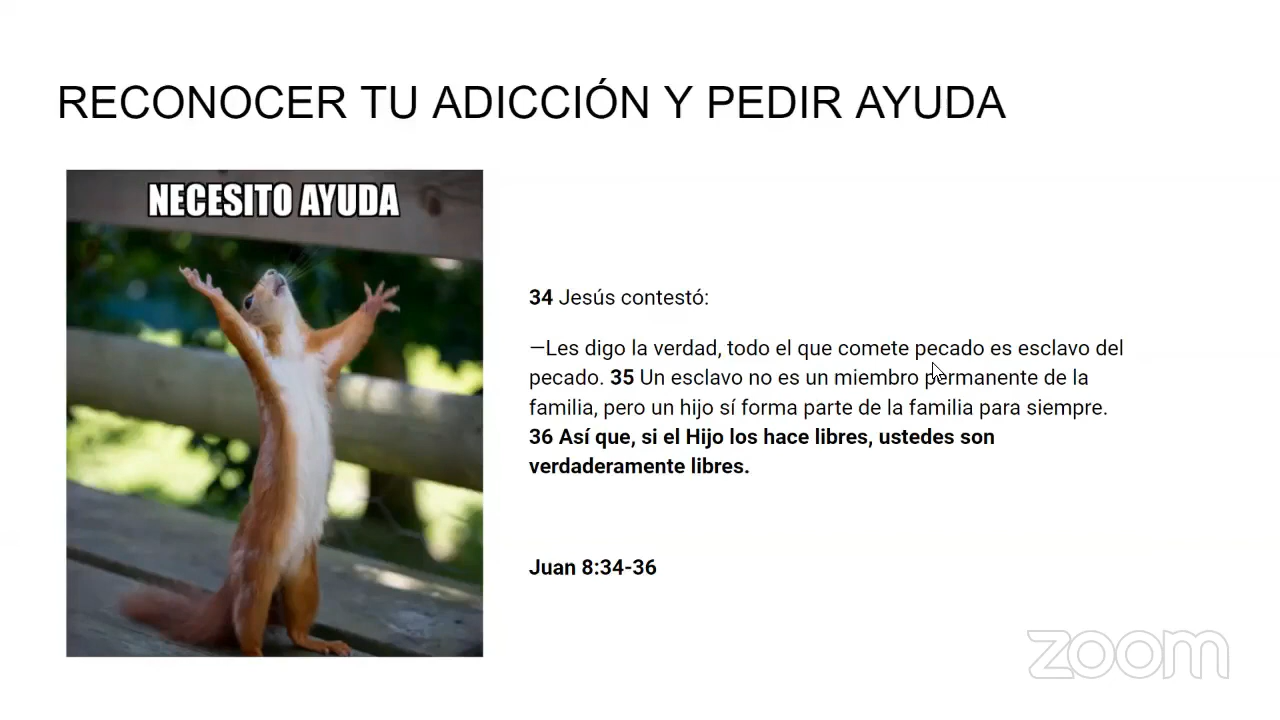 RECONOCER TU ADICCIÓN Y PEDIR AYUDA
NECESITO AYUDA
34 Jesús contestó:
—Les digo la verdad, todo el que comete pecado es esclavo del
pecado. 35 Un esclavo no es un miembro permanente de la
familia, pero un hijo sí forma parte de la familia para siempre.
36 Así que, si el Hijo los hace libres, ustedes son
verdaderamente libres.
Juan 8:34-36
zoom